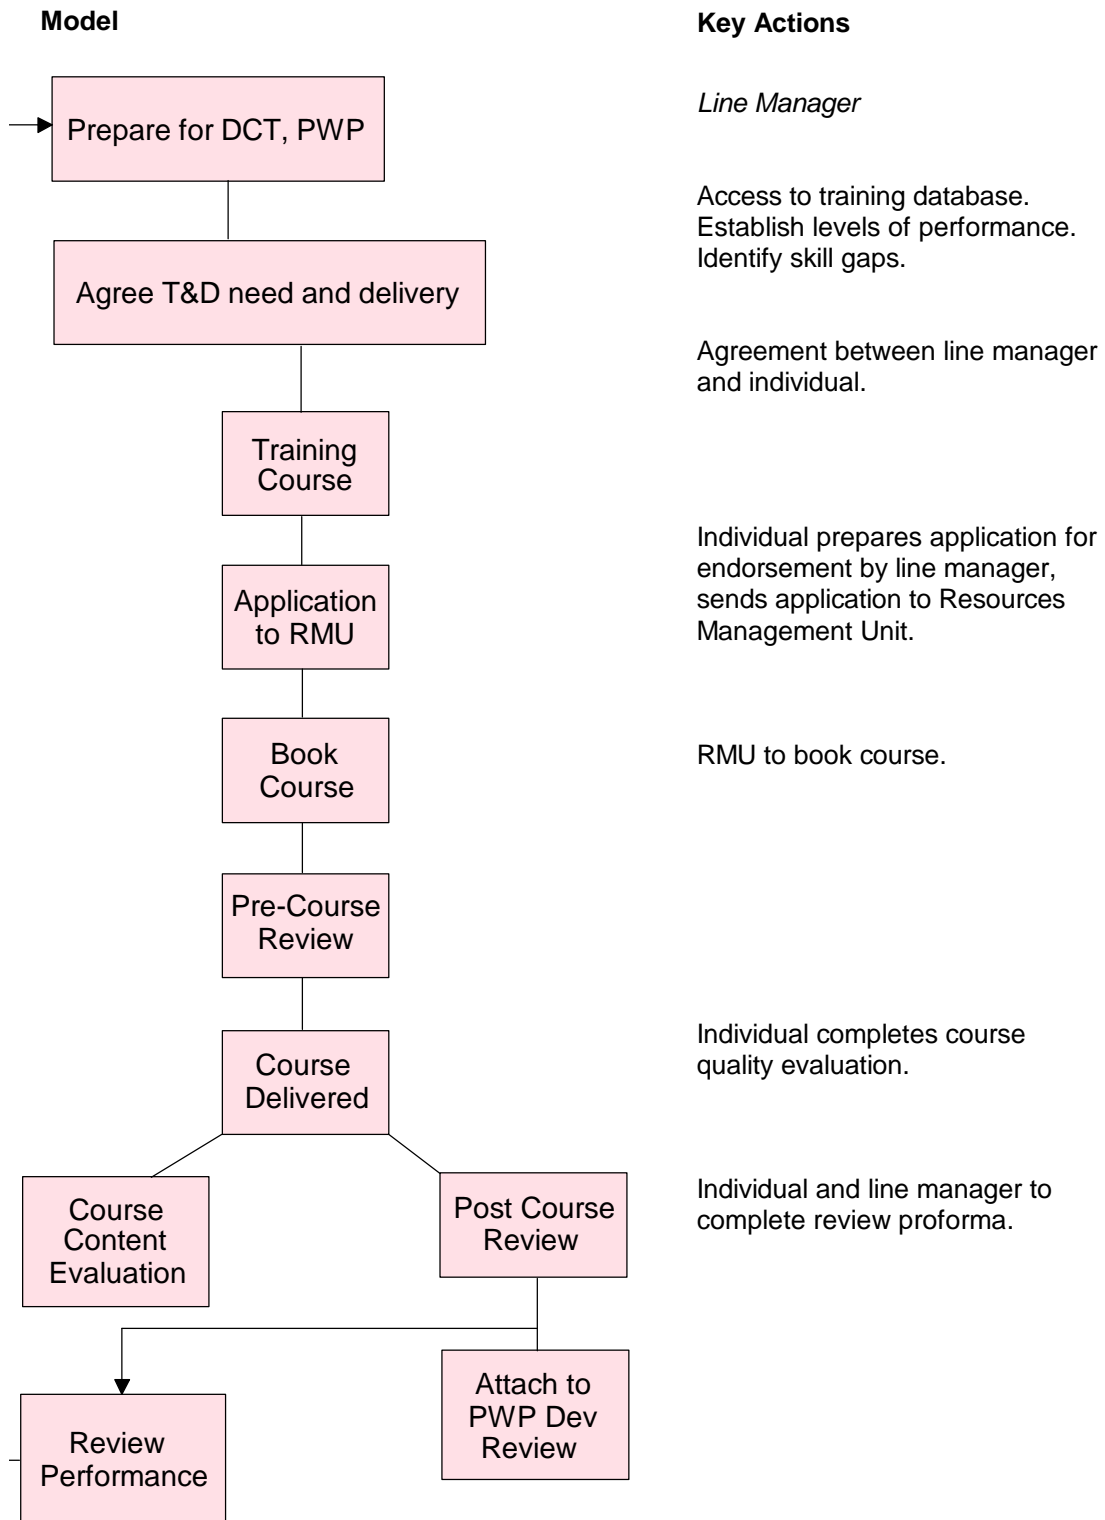 Model
Key Actions
Prepare for DCT, PWP
Line Manager
Access to training database.
Establish levels of performance.
Identify skill gaps.
Agree T&D need and delivery
Agreement between line manager
and individual.
Training
Course
Individual prepares application for
endorsement by line manager,
sends application to Resources
Management Unit.
Application
to RMU
Book
Course
RMU to book course.
Pre-Course
Review
Course
Delivered
Individual completes course
quality evaluation.
Course
Content
Evaluation
Post Course
Review
Individual and line manager to
complete review proforma.
Review
Performance
Attach to
PWP Dev
Review